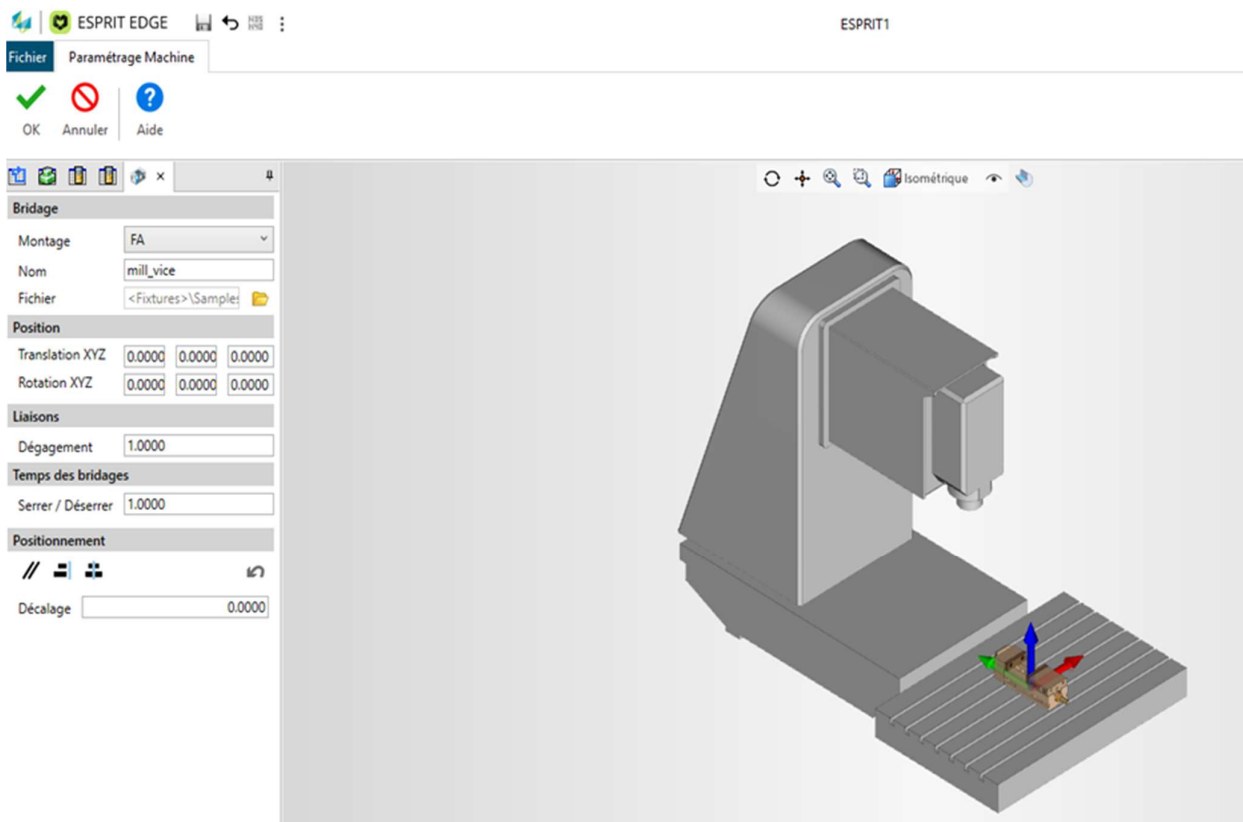 ESPRIT EDGE
ESPRIT1
Fichier Paramétrage Machine
OK Annuler Aide
Isométrique
Bridage
Montage FA
Nom mill_vice
Fichier <Fixtures>\Sample
Position
Translation XYZ 0.0000 0.0000 0.0000
Rotation XYZ 0.0000 0.0000 0.0000
Liaisons
Dégagement 1.0000
Temps des bridages
Serrer / Déserrer 1.0000
Positionnement
Décalage 0.0000